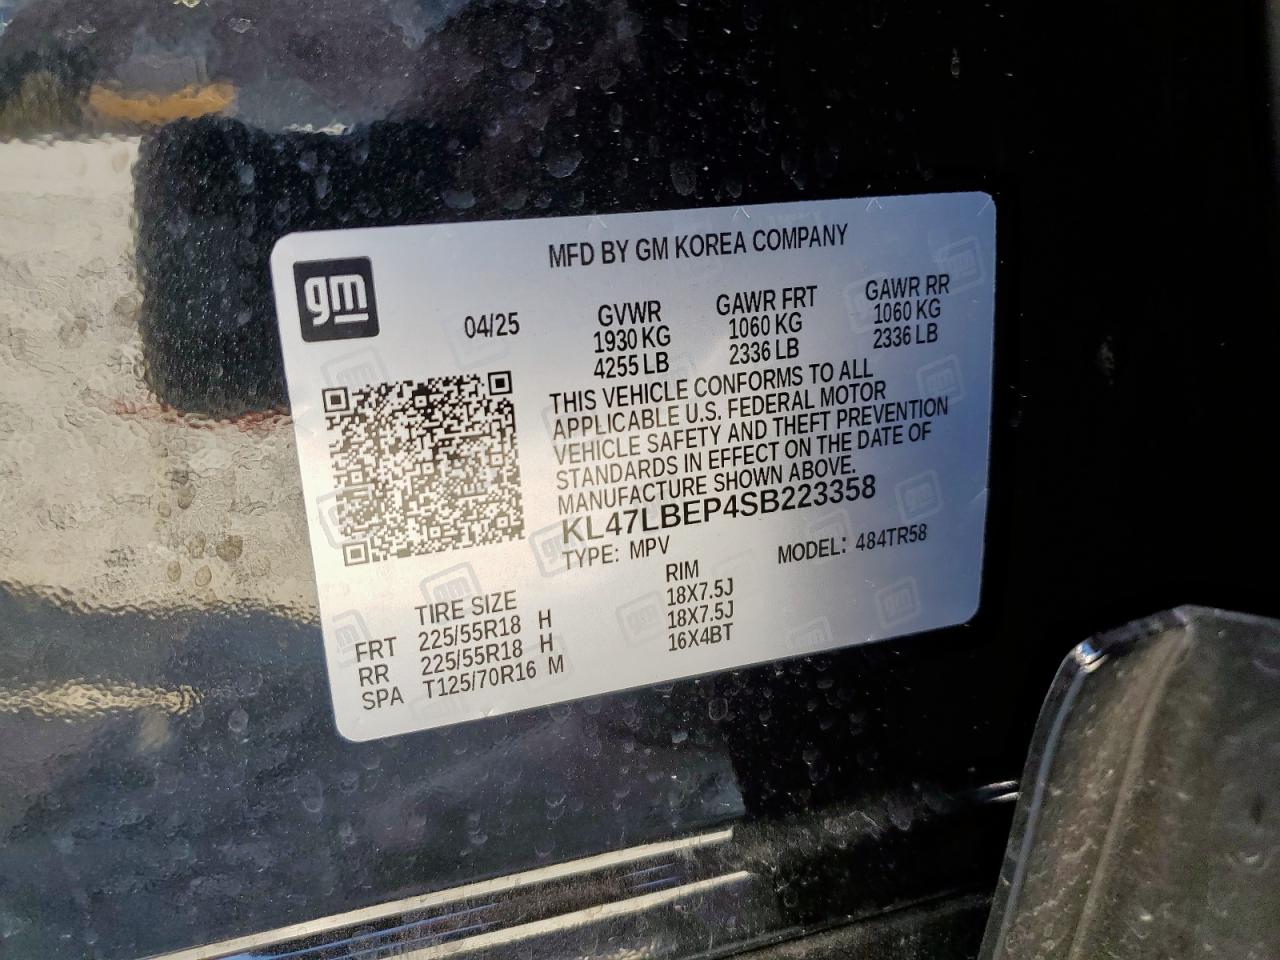 MFD BY GM KOREA COMPANY
gm
04/25
GVWR
1930 KG
4255 LB
GAWR FRT
1060 KG
2336 LB
GAWR RR
1060 KG
2336 LB
THIS VEHICLE CONFORMS TO ALL
APPLICABLE U.S. FEDERAL MOTOR
VEHICLE SAFETY AND THEFT PREVENTION
STANDARDS IN EFFECT ON THE DATE OF
MANUFACTURE SHOWN ABOVE.
KL47LBEP4SB223358
TYPE: MPV MODEL: 484TR58
TIRE SIZE RIM
FRT 225/55R18 H 18X7.5J
RR 225/55R18 H 18X7.5J
SPA T125/70R16 M 16X4BT